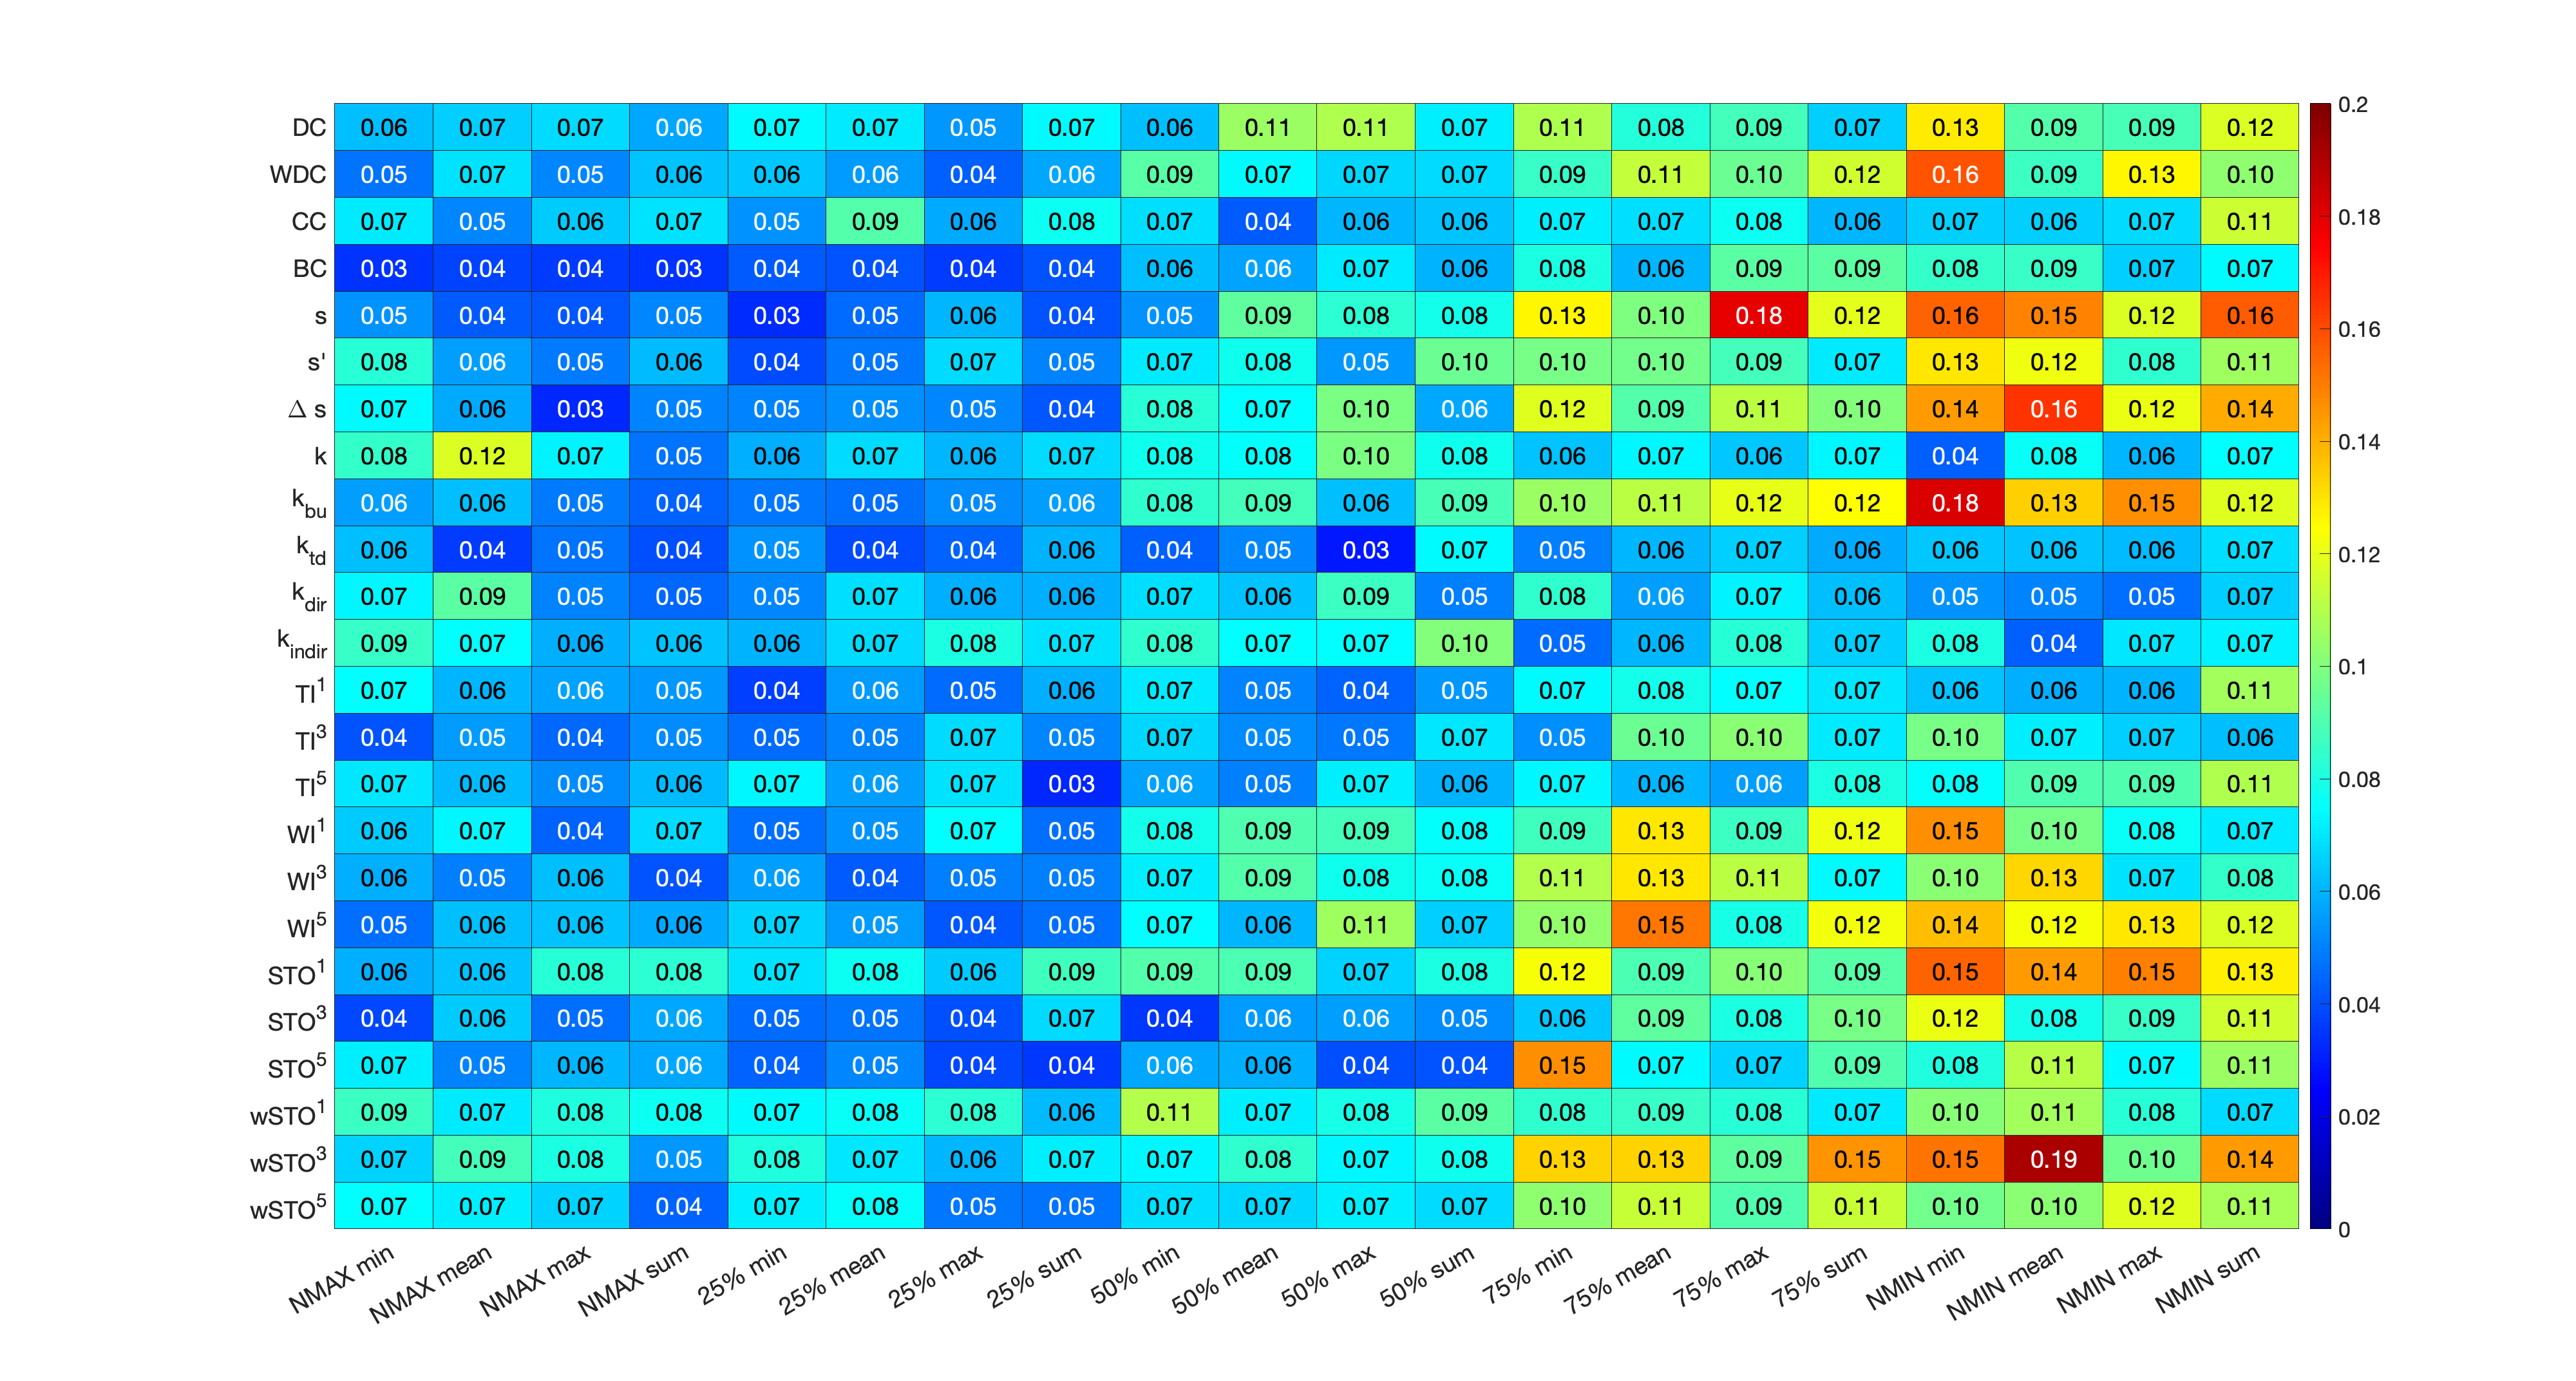 DC 0.06 0.07 0.07 0.06 0.07 0.07 0.05 0.07 0.06 0.11 0.11 0.07 0.11 0.08 0.09 0.07 0.13 0.09 0.09 0.12
WDC 0.05 0.07 0.05 0.06 0.06 0.06 0.04 0.06 0.09 0.07 0.07 0.07 0.09 0.11 0.10 0.12 0.16 0.09 0.13 0.10
CC 0.07 0.05 0.06 0.07 0.05 0.09 0.06 0.08 0.07 0.04 0.06 0.06 0.07 0.07 0.08 0.06 0.07 0.06 0.07 0.11
BC 0.03 0.04 0.04 0.03 0.04 0.04 0.04 0.04 0.06 0.06 0.07 0.06 0.08 0.06 0.09 0.09 0.08 0.09 0.07 0.07
s 0.05 0.04 0.04 0.05 0.03 0.05 0.06 0.04 0.05 0.09 0.08 0.08 0.13 0.10 0.18 0.12 0.16 0.15 0.12 0.16
s' 0.08 0.06 0.05 0.06 0.04 0.05 0.07 0.05 0.07 0.08 0.05 0.10 0.10 0.10 0.09 0.07 0.13 0.12 0.08 0.11
Δ s 0.07 0.06 0.03 0.05 0.05 0.05 0.05 0.04 0.08 0.07 0.10 0.06 0.12 0.09 0.11 0.10 0.14 0.16 0.12 0.14
k 0.08 0.12 0.07 0.05 0.06 0.07 0.06 0.07 0.08 0.08 0.10 0.08 0.06 0.07 0.06 0.07 0.04 0.08 0.06 0.07
k_bu 0.06 0.06 0.05 0.04 0.05 0.05 0.05 0.06 0.08 0.09 0.06 0.09 0.10 0.11 0.12 0.12 0.18 0.13 0.15 0.12
k_td 0.06 0.04 0.05 0.04 0.05 0.04 0.04 0.06 0.04 0.05 0.03 0.07 0.05 0.06 0.07 0.06 0.06 0.06 0.06 0.07
k_dir 0.07 0.09 0.05 0.05 0.05 0.07 0.06 0.06 0.07 0.06 0.09 0.05 0.08 0.06 0.07 0.06 0.05 0.05 0.05 0.07
k_indir 0.09 0.07 0.06 0.06 0.06 0.07 0.08 0.07 0.08 0.07 0.07 0.10 0.05 0.06 0.08 0.07 0.08 0.04 0.07 0.07
TI^1 0.07 0.06 0.06 0.05 0.04 0.06 0.05 0.06 0.07 0.05 0.04 0.05 0.07 0.08 0.07 0.07 0.06 0.06 0.06 0.11
TI^3 0.04 0.05 0.04 0.05 0.05 0.05 0.07 0.05 0.07 0.05 0.05 0.07 0.05 0.10 0.10 0.07 0.10 0.07 0.07 0.06
TI^5 0.07 0.06 0.05 0.06 0.07 0.06 0.07 0.03 0.06 0.05 0.07 0.06 0.07 0.06 0.06 0.08 0.08 0.09 0.09 0.11
WI^1 0.06 0.07 0.04 0.07 0.05 0.05 0.07 0.05 0.08 0.09 0.09 0.08 0.09 0.13 0.09 0.12 0.15 0.10 0.08 0.07
WI^3 0.06 0.05 0.06 0.04 0.06 0.04 0.05 0.05 0.07 0.09 0.08 0.08 0.11 0.13 0.11 0.07 0.10 0.13 0.07 0.08
WI^5 0.05 0.06 0.06 0.06 0.07 0.05 0.04 0.05 0.07 0.06 0.11 0.07 0.10 0.15 0.08 0.12 0.14 0.12 0.13 0.12
STO^1 0.06 0.06 0.08 0.08 0.07 0.08 0.06 0.09 0.09 0.09 0.07 0.08 0.12 0.09 0.10 0.09 0.15 0.14 0.15 0.13
STO^3 0.04 0.06 0.05 0.06 0.05 0.05 0.04 0.07 0.04 0.06 0.06 0.05 0.06 0.09 0.08 0.10 0.12 0.08 0.09 0.11
STO^5 0.07 0.05 0.06 0.06 0.04 0.05 0.04 0.04 0.06 0.06 0.04 0.04 0.15 0.07 0.07 0.09 0.08 0.11 0.07 0.11
wSTO^1 0.09 0.07 0.08 0.08 0.07 0.08 0.08 0.06 0.11 0.07 0.08 0.09 0.08 0.09 0.08 0.07 0.10 0.11 0.08 0.07
wSTO^3 0.07 0.09 0.08 0.05 0.08 0.07 0.06 0.07 0.07 0.08 0.07 0.08 0.13 0.13 0.09 0.15 0.15 0.19 0.10 0.14
wSTO^5 0.07 0.07 0.07 0.04 0.07 0.08 0.05 0.05 0.07 0.07 0.07 0.07 0.10 0.11 0.09 0.11 0.10 0.10 0.12 0.11
NMAX min NMAX mean NMAX max NMAX sum 25% min 25% mean 25% max 25% sum 50% min 50% mean 50% max 50% sum 75% min 75% mean 75% max 75% sum NMIN min NMIN mean NMIN max NMIN sum
0.2
0.18
0.16
0.14
0.12
0.1
0.08
0.06
0.04
0.02
0